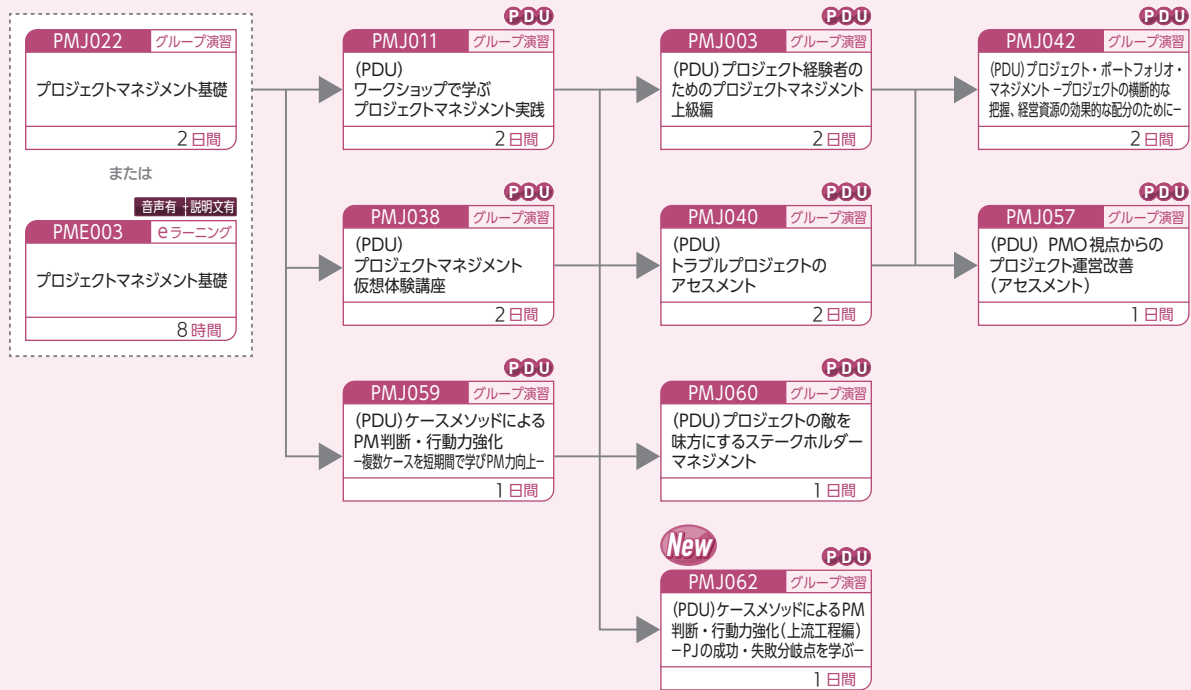 PMJ022 グループ演習
プロジェクトマネジメント基礎
2日間
または
音声有 説明文有
PME003 eラーニング
プロジェクトマネジメント基礎
8時間
PDU
PMJ011 グループ演習
(PDU)
ワークショップで学ぶ
プロジェクトマネジメント実践
2日間
PDU
PMJ038 グループ演習
(PDU)
プロジェクトマネジメント
仮想体験講座
2日間
PDU
PMJ059 グループ演習
(PDU)ケースメソッドによる
PM判断・行動力強化
−複数ケースを短期間で学びPM力向上−
1日間
PDU
PMJ003 グループ演習
(PDU)プロジェクト経験者の
ためのプロジェクトマネジメント
上級編
2日間
PDU
PMJ040 グループ演習
(PDU)
トラブルプロジェクトの
アセスメント
2日間
PDU
PMJ060 グループ演習
(PDU)プロジェクトの敵を
味方にするステークホルダー
マネジメント
1日間
New
PDU
PMJ062 グループ演習
(PDU)ケースメソッドによるPM
判断・行動力強化(上流工程編)
−PJの成功・失敗分岐点を学ぶ−
1日間
PDU
PMJ042 グループ演習
(PDU)プロジェクト・ポートフォリオ・
マネジメント −プロジェクトの横断的な
把握、経営資源の効果的な配分のために−
2日間
PDU
PMJ057 グループ演習
(PDU) PMO視点からの
プロジェクト運営改善
(アセスメント)
1日間